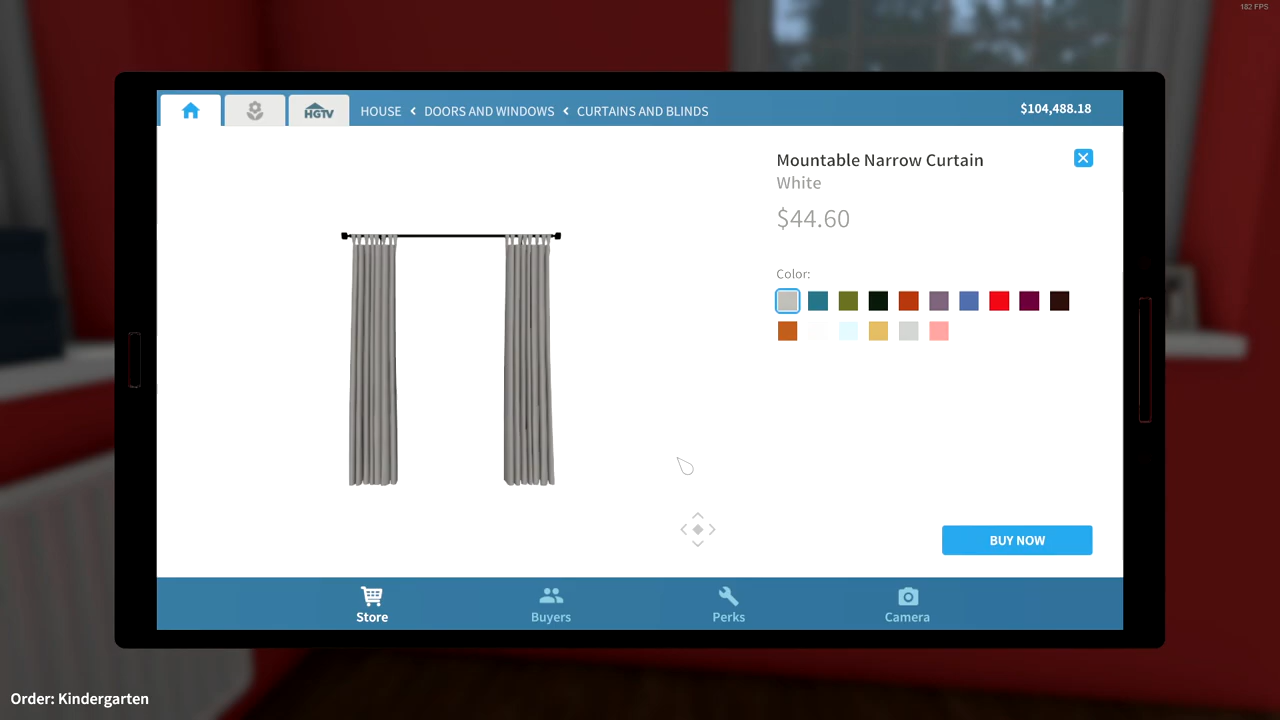 182 FPS
HGTV
HOUSE < DOORS AND WINDOWS < CURTAINS AND BLINDS
$104,488.18
Mountable Narrow Curtain
White
$44.60
Color:
BUY NOW
Store
Buyers
Perks
Camera
Order: Kindergarten